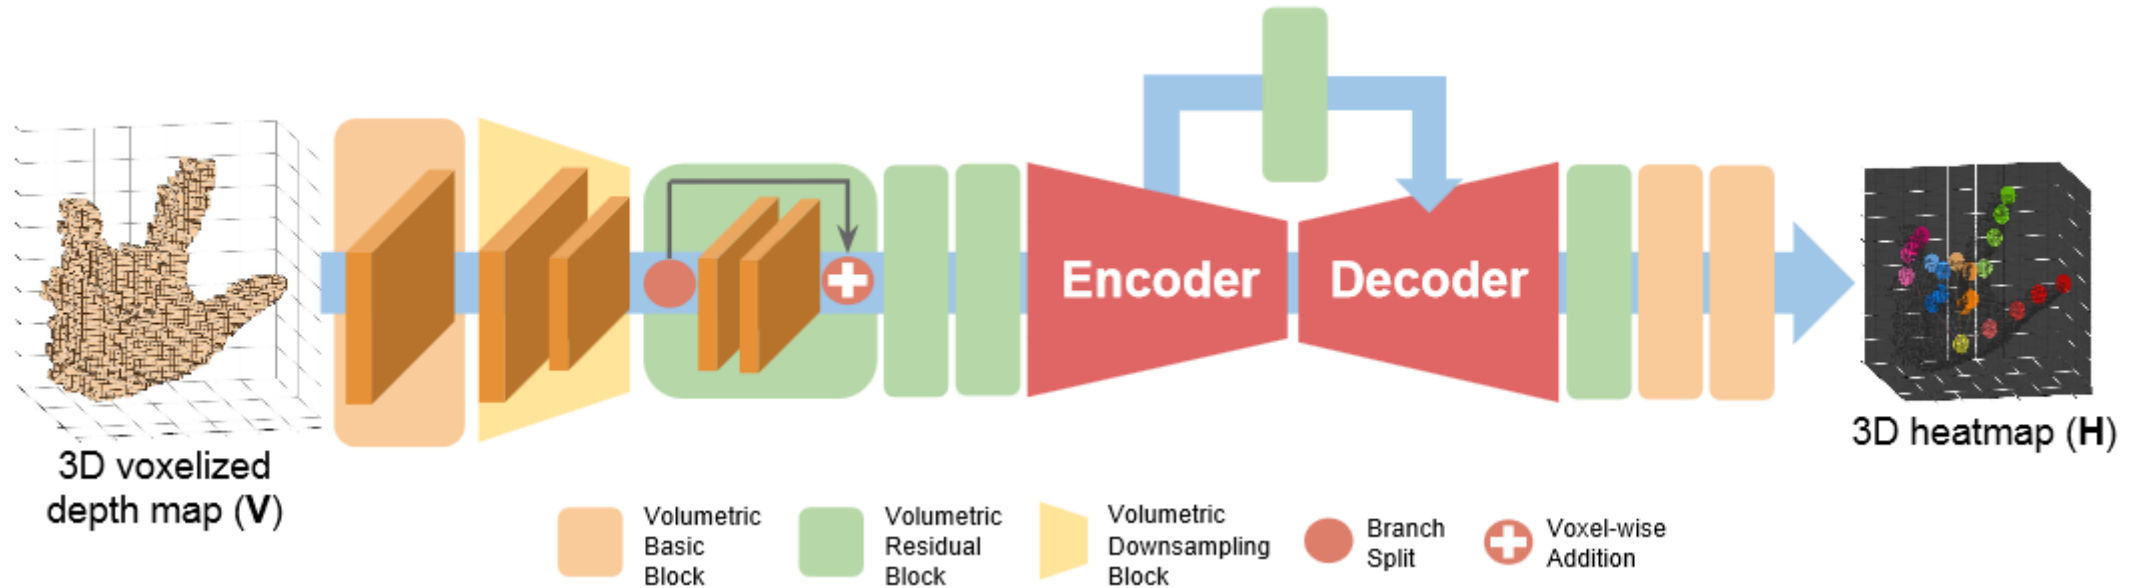 Encoder
Decoder
3D voxelized
depth map (V)
3D heatmap (H)
Volumetric
Basic
Block
Volumetric
Residual
Block
Volumetric
Downsampling
Block
Branch
Split
Voxel-wise
Addition